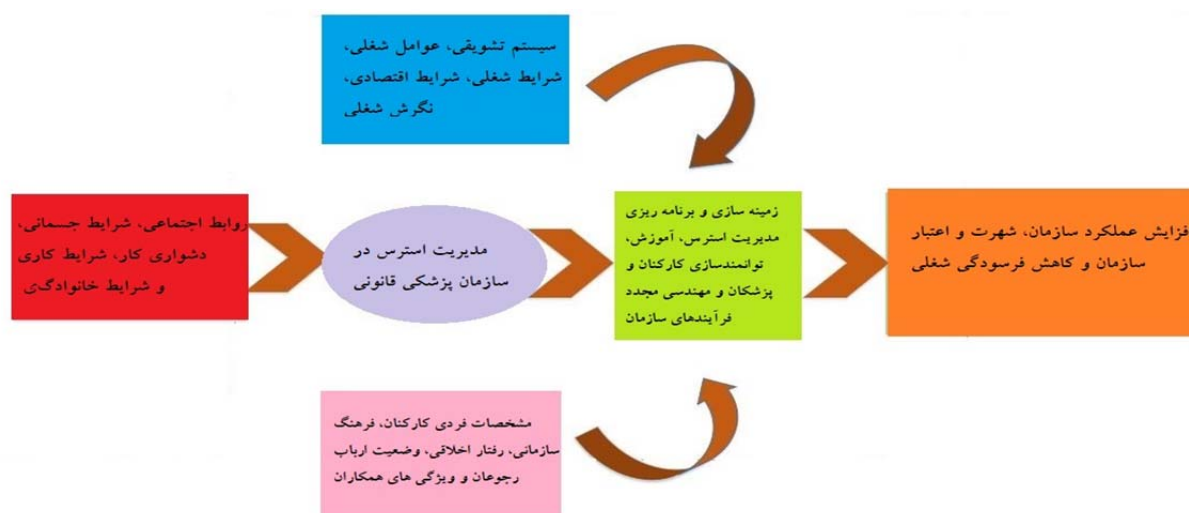 سیستم تشویقی، عوامل شغلی،
شرایط شغلی، شرایط اقتصادی،
نگرش شغلی
روابط اجتماعی، شرایط جسمانی،
دشواری کار، شرایط کاری
و شرایط خانوادگی
مدیریت استرس در
سازمان پزشکی قانونی
زمینه سازی و برنامه ریزی
مدیریت استرس، آموزش،
توانمندسازی کارکنان و
پزشکان و مهندسی مجدد
فرآیندهای سازمان
فزایش عملکرد سازمان، شهرت و اعتبار
سازمان و کاهش فرسودگی شغلی
مشخصات فردی کارکنان، فرهنگ
سازمانی، رفتار اخلاقی، وضعیت ارباب
رجوعان و ویژگی های همکاران